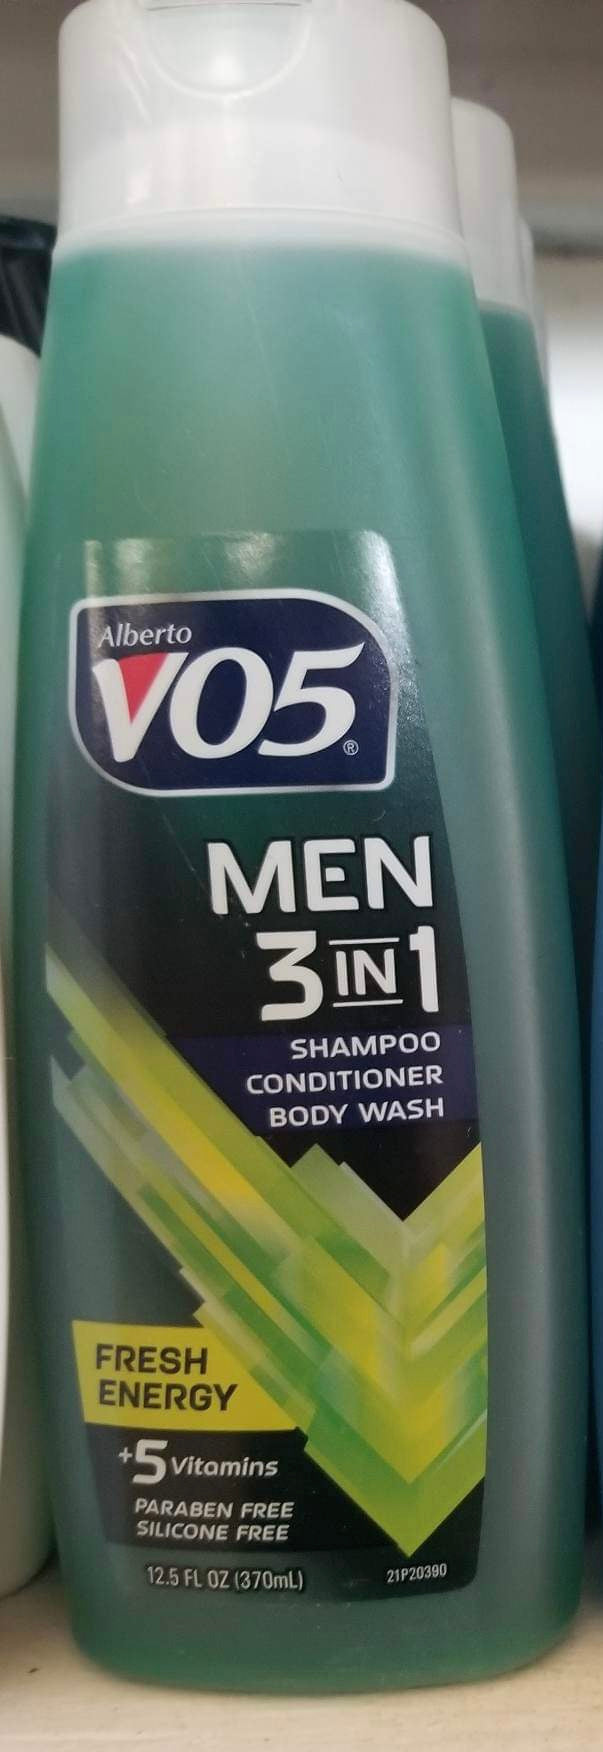 Alberto
VO5®
MEN
3 IN 1
SHAMPOO
CONDITIONER
BODY WASH
FRESH
ENERGY
+5 Vitamins
PARABEN FREE
SILICONE FREE
12.5 FL OZ (370mL)
21P20390